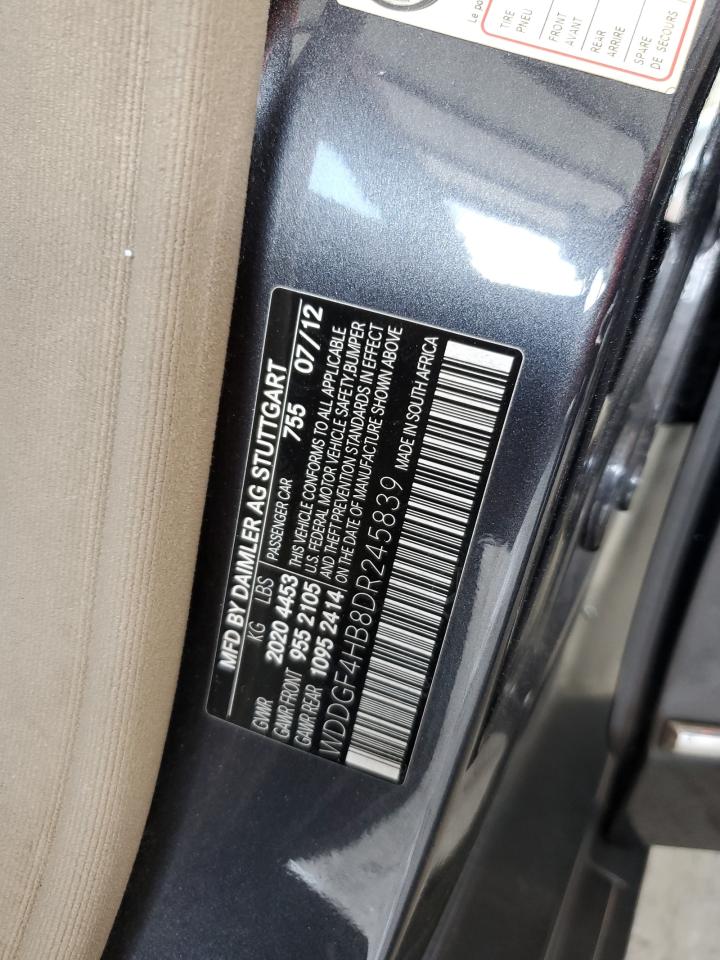 Le po
TIRE
PNEU
FRONT
AVANT
REAR
ARRIRE
SPARE
DE SECOURS
MFD BY DAIMLER AG STUTTGART
KG LBS PASSENGER CAR 755 07/12
GVWR 2020 4453 THIS VEHICLE CONFORMS TO ALL APPLICABLE
GAWR FRONT 955 2105 U.S. FEDERAL MOTOR VEHICLE SAFETY,BUMPER
GAWR REAR 1095 2414 AND THEFT PREVENTION STANDARDS IN EFFECT
ON THE DATE OF MANUFACTURE SHOWN ABOVE
WDDGF4HB8DR245839 MADE IN SOUTH AFRICA